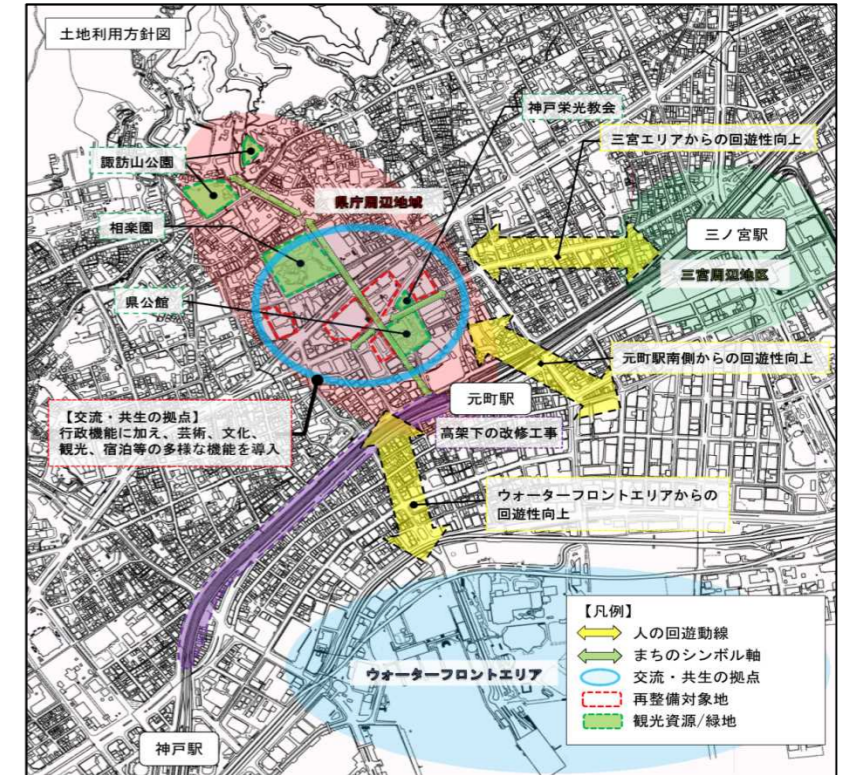 土地利用方針図
神戸栄光教会
三宮エリアからの回遊性向上
諏訪山公園
県庁周辺地域
相楽園
三ノ宮駅
三宮周辺地区
県公館
元町駅南側からの回遊性向上
元町駅
【交流・共生の拠点】
行政機能に加え、芸術、文化、
観光、宿泊等の多様な機能を導入
高架下の改修工事
ウォーターフロントエリアからの
回遊性向上
【凡例】
人の回遊動線
まちのシンボル軸
交流・共生の拠点
再整備対象地
観光資源/緑地
ウォーターフロントエリア
神戸駅